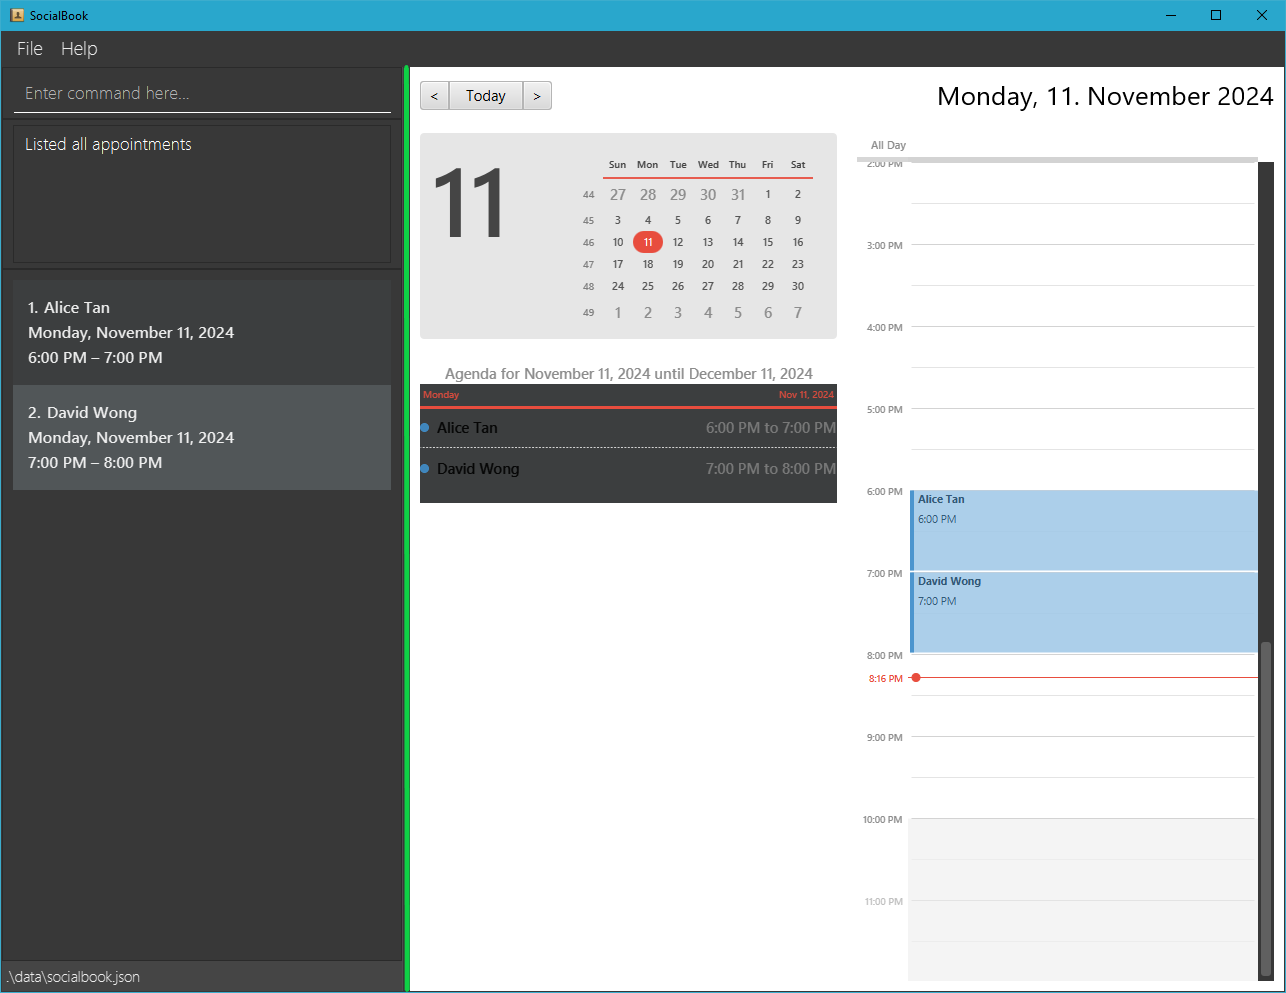 SocialBook
File Help
Enter command here...
Listed all appointments
1. Alice Tan
Monday, November 11, 2024
6:00 PM – 7:00 PM
2. David Wong
Monday, November 11, 2024
7:00 PM – 8:00 PM
.\data\socialbook.json
< Today >
Monday, 11. November 2024
11
Sun Mon Tue Wed Thu Fri Sat
44 27 28 29 30 31 1 2
45 3 4 5 6 7 8 9
46 10 11 12 13 14 15 16
47 17 18 19 20 21 22 23
48 24 25 26 27 28 29 30
49 1 2 3 4 5 6 7
Agenda for November 11, 2024 until December 11, 2024
Monday Nov 11, 2024
Alice Tan 6:00 PM to 7:00 PM
David Wong 7:00 PM to 8:00 PM
All Day
2:00 PM
3:00 PM
4:00 PM
5:00 PM
6:00 PM
Alice Tan
6:00 PM
7:00 PM
David Wong
7:00 PM
8:00 PM
8:16 PM
9:00 PM
10:00 PM
11:00 PM